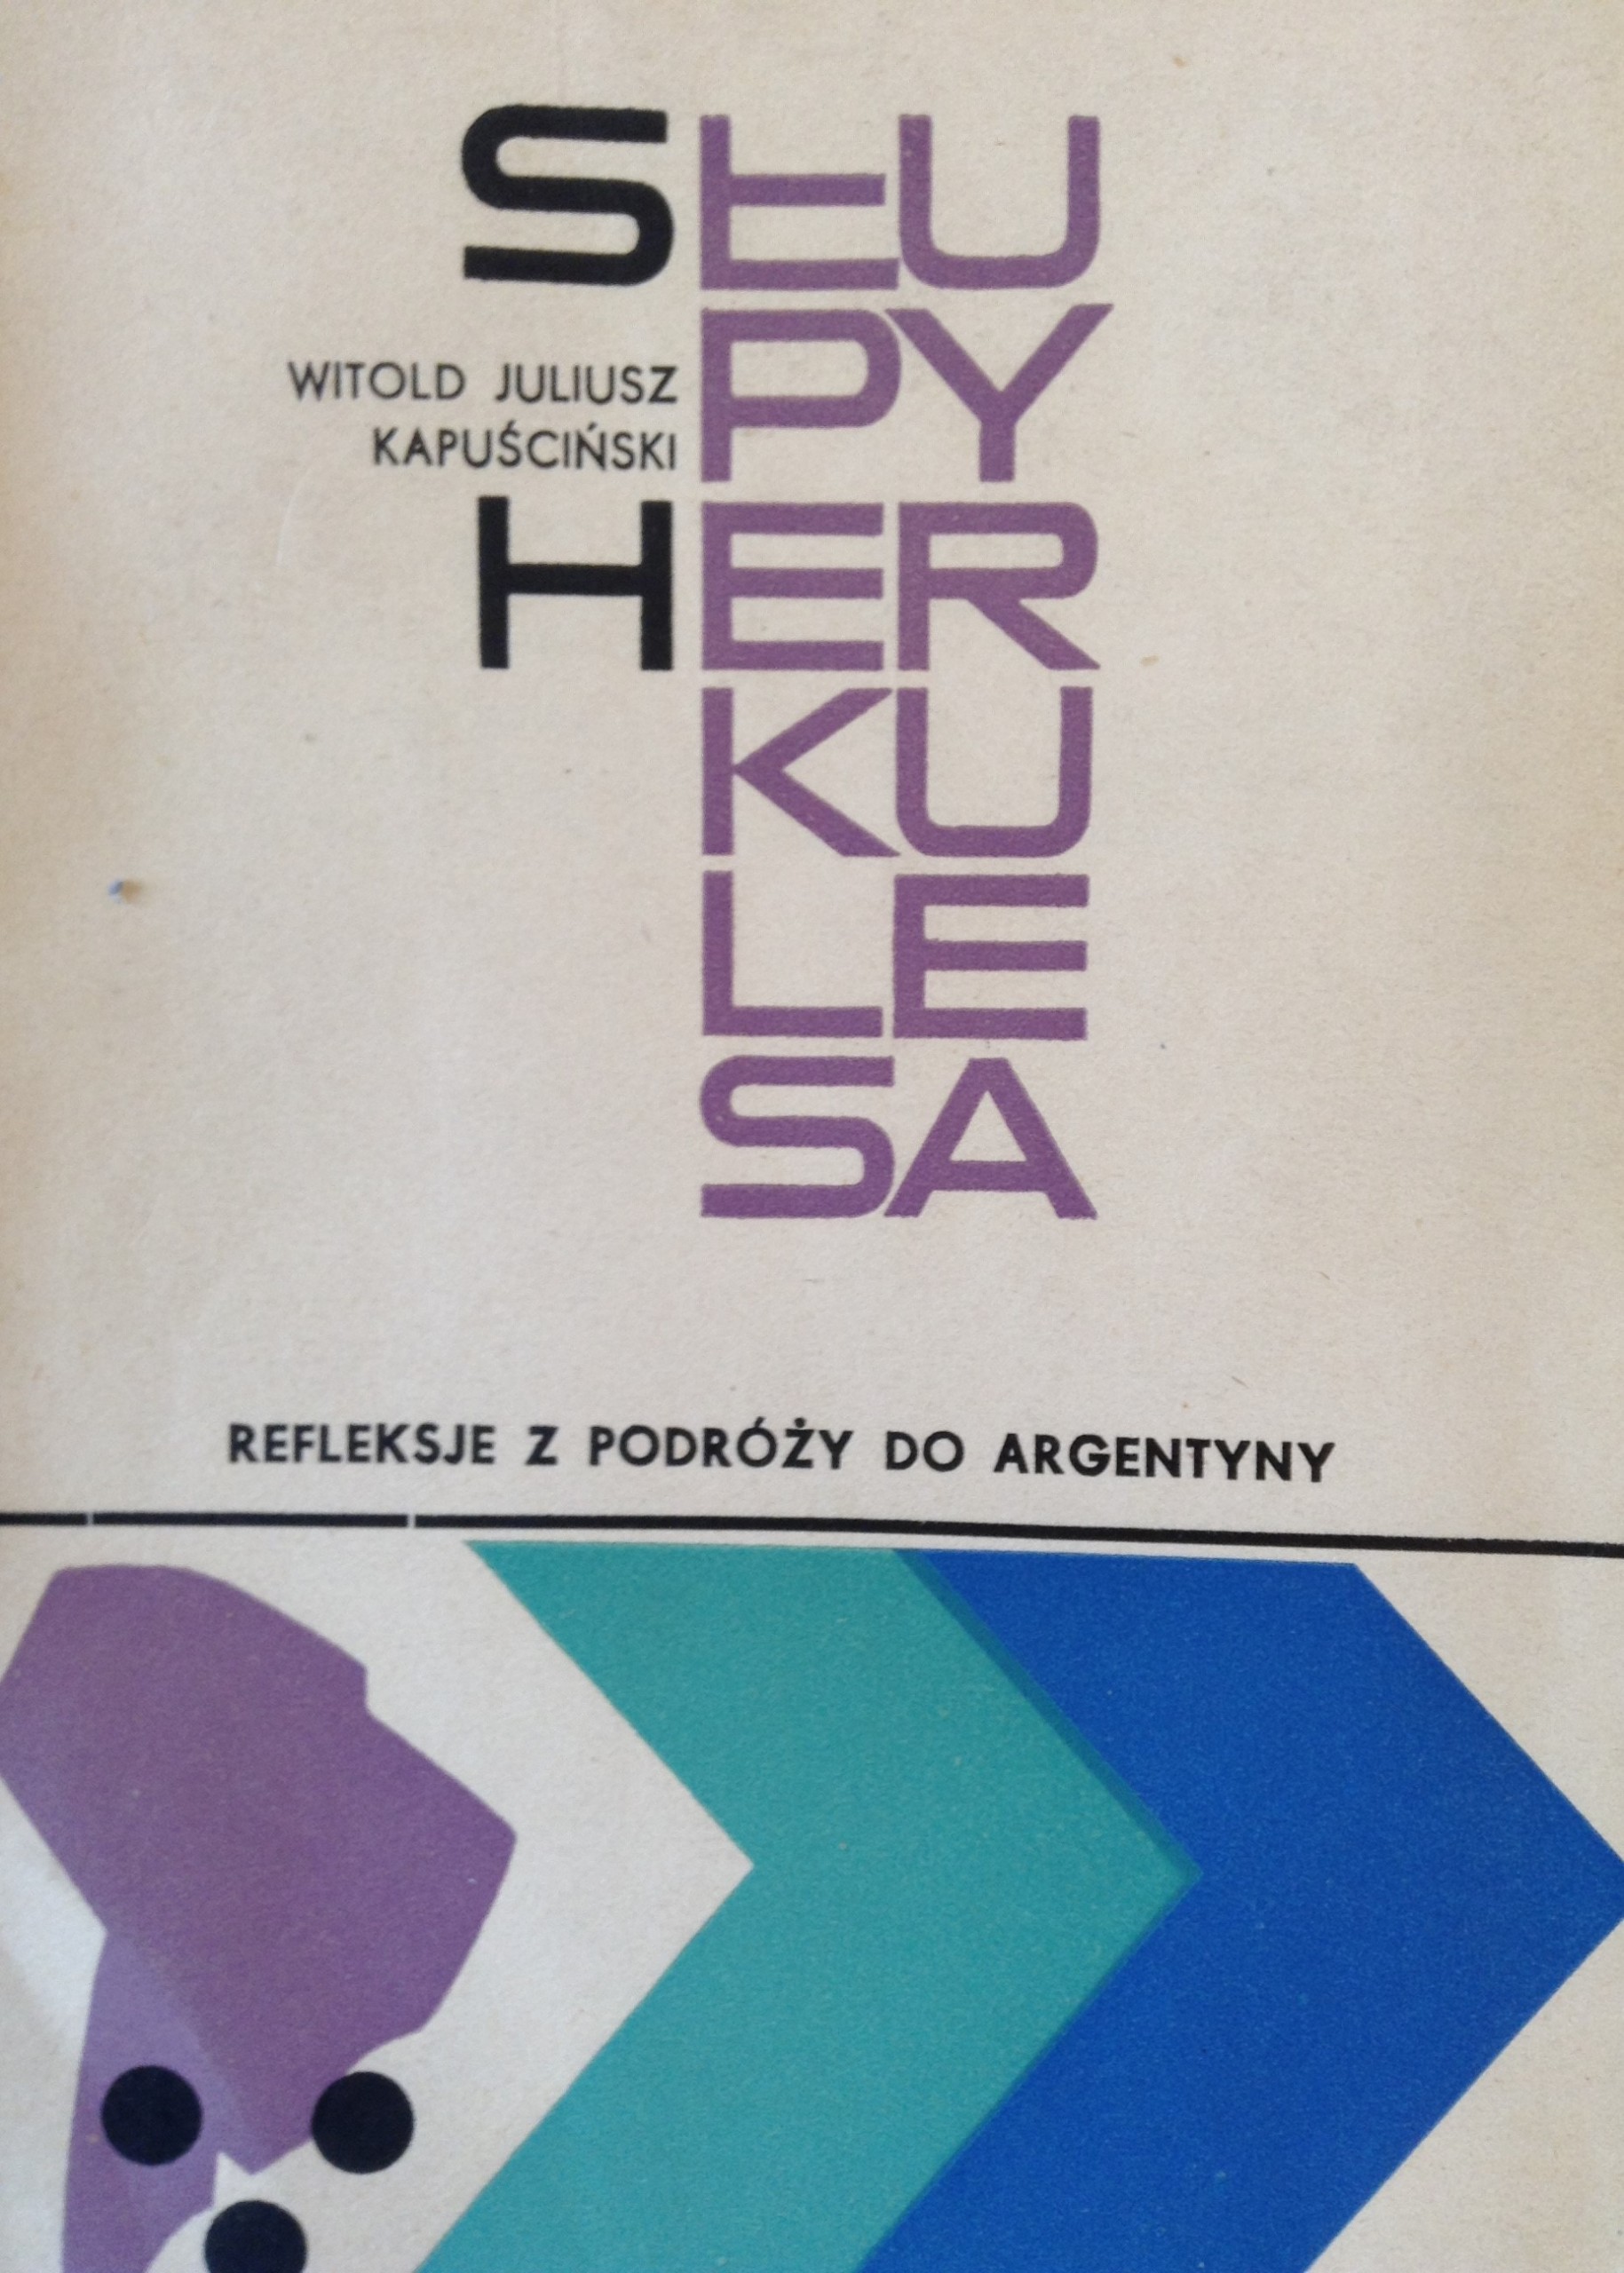 SŁU
PY
WITOLD JULIUSZ
KAPUŚCIŃSKI
HER
KU
LE
SA
REFLEKSJE Z PODRÓŻY DO ARGENTYNY